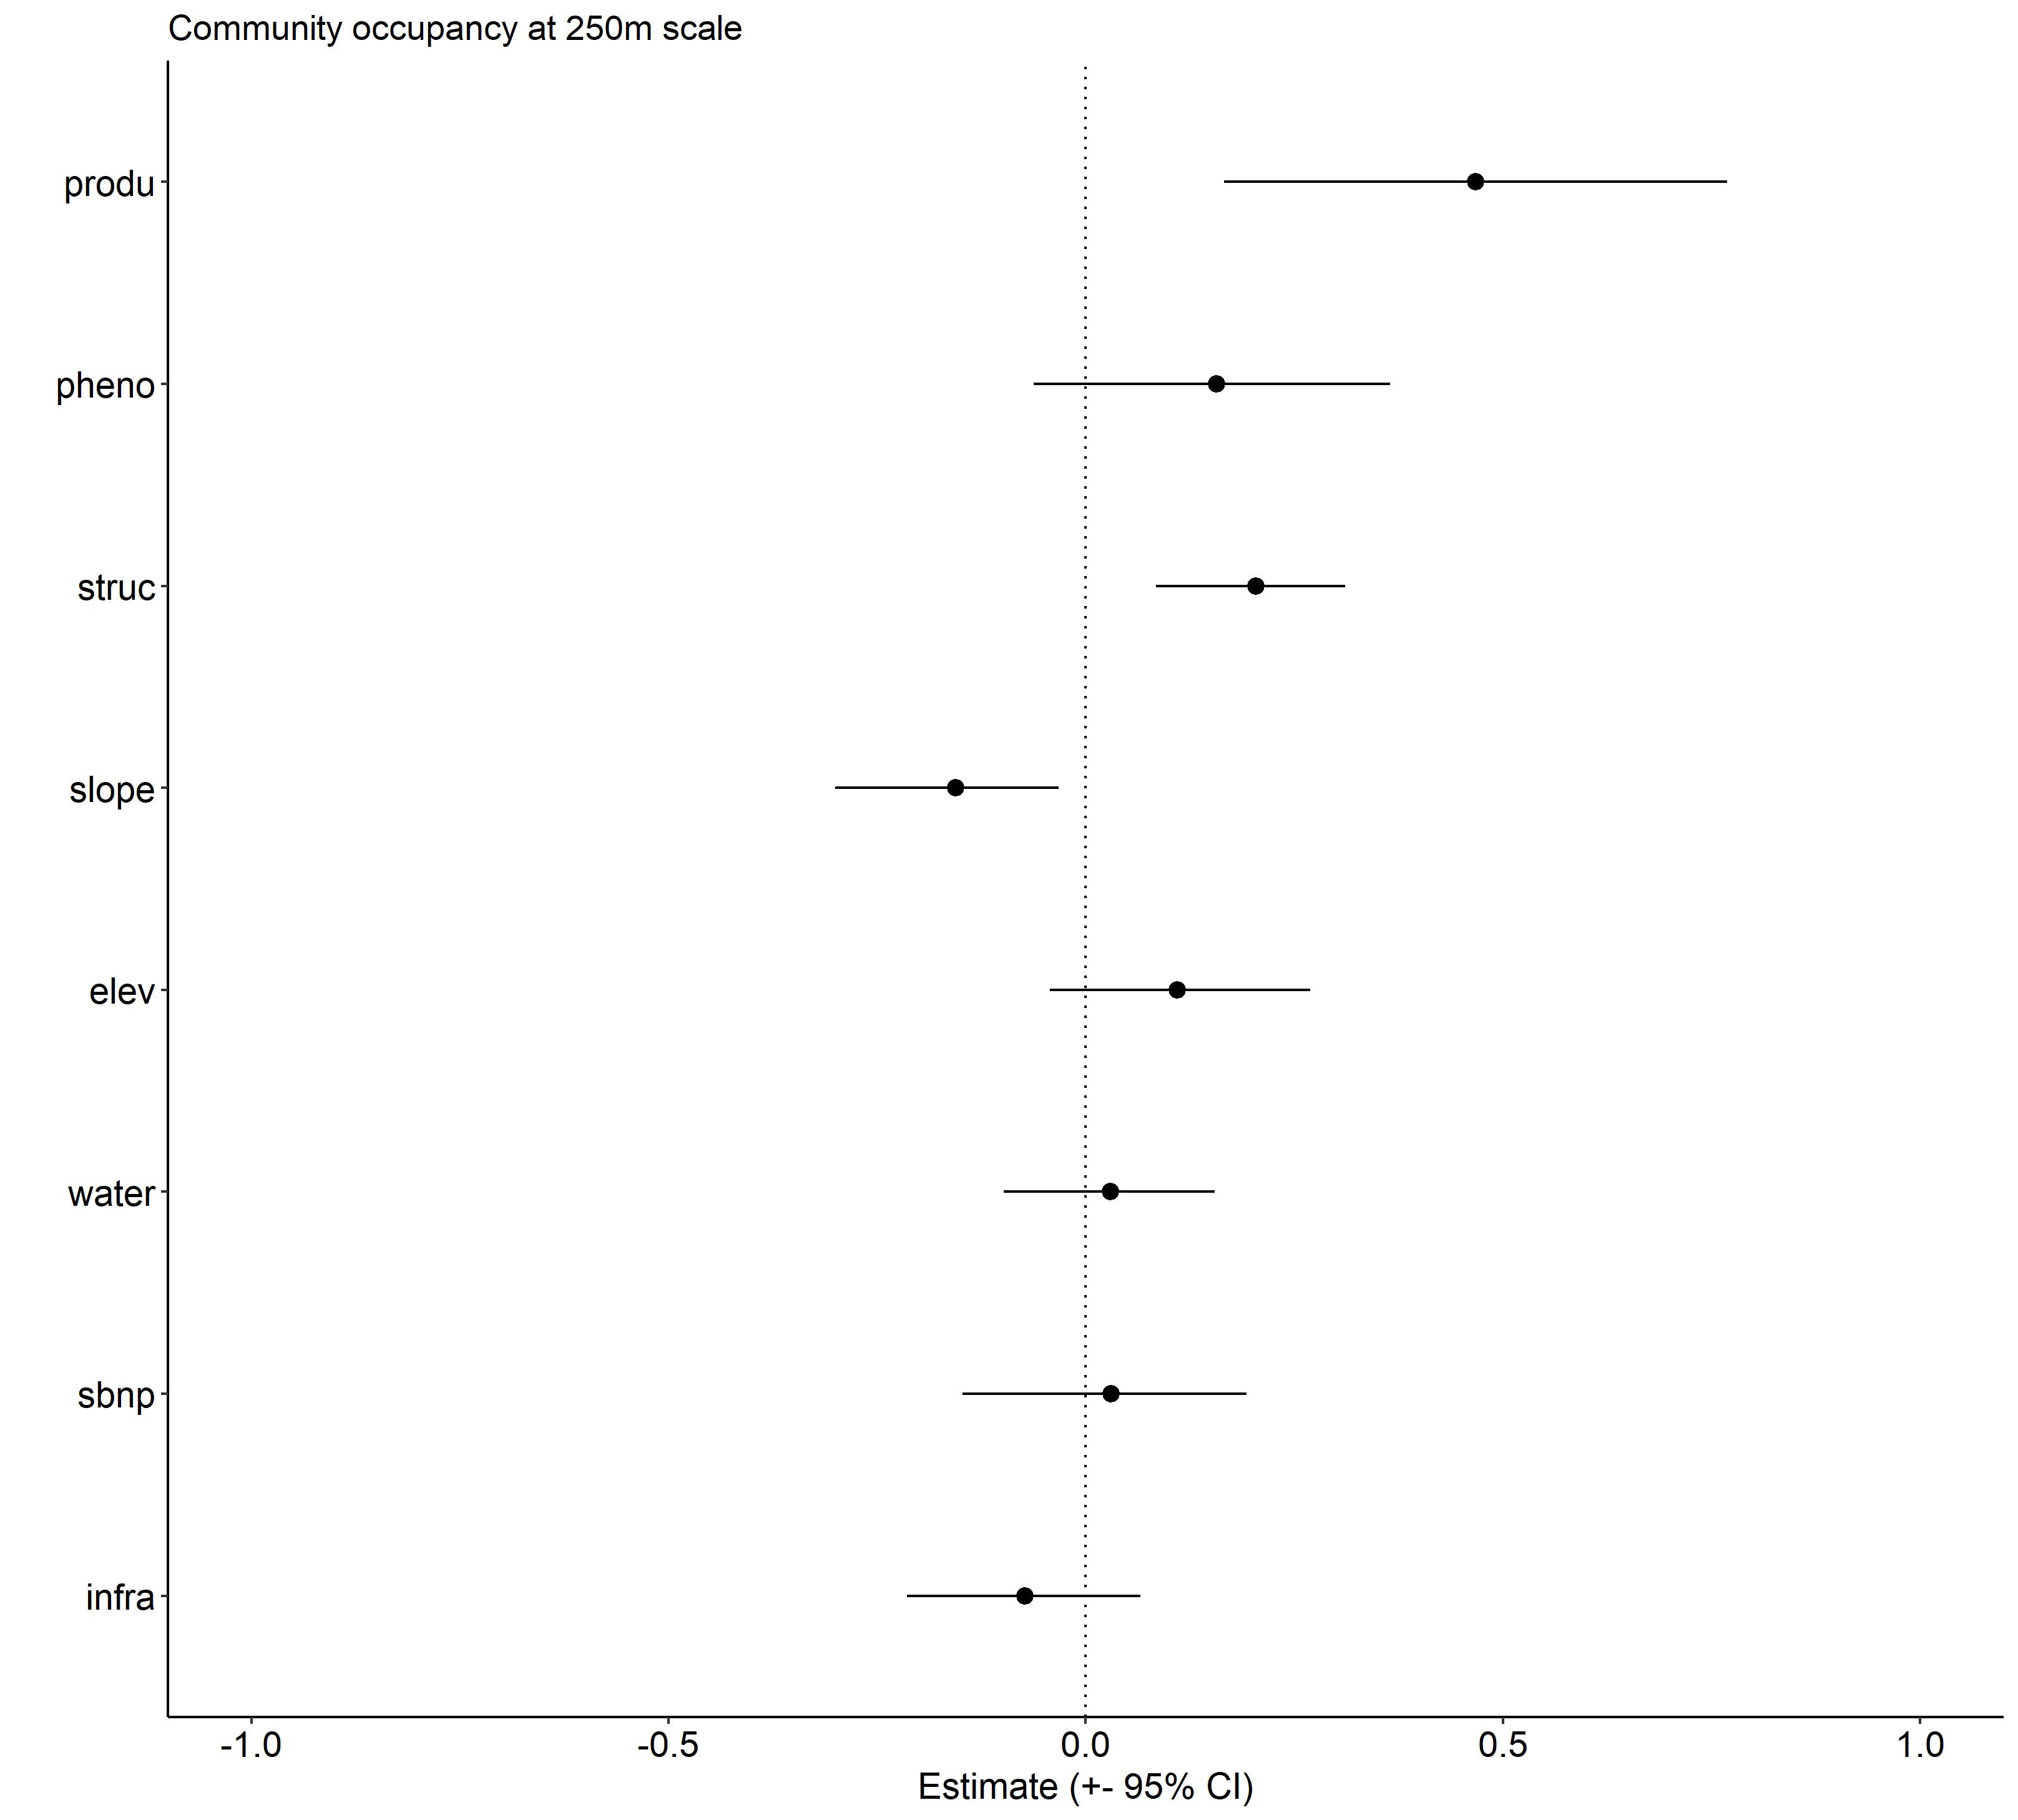 Community occupancy at 250m scale
produ
pheno
struc
slope
elev
water
sbnp
infra
-1.0 -0.5 0.0 0.5 1.0
Estimate (+- 95% CI)